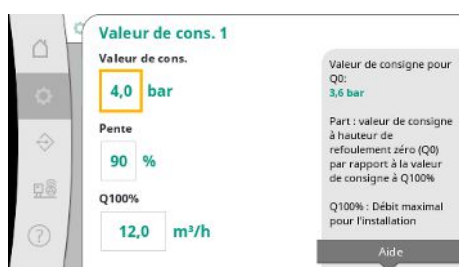 Valeur de cons. 1
Valeur de cons.
4,0 bar
Pente
90 %
Q100%
12,0 m³/h
Valeur de consigne pour
Q0:
3,6 bar
Part : valeur de consigne
à hauteur de
refoulement zéro (Q0)
par rapport à la valeur
de consigne à Q100%
Q100% : Débit maximal
pour l'installation
Aide
?